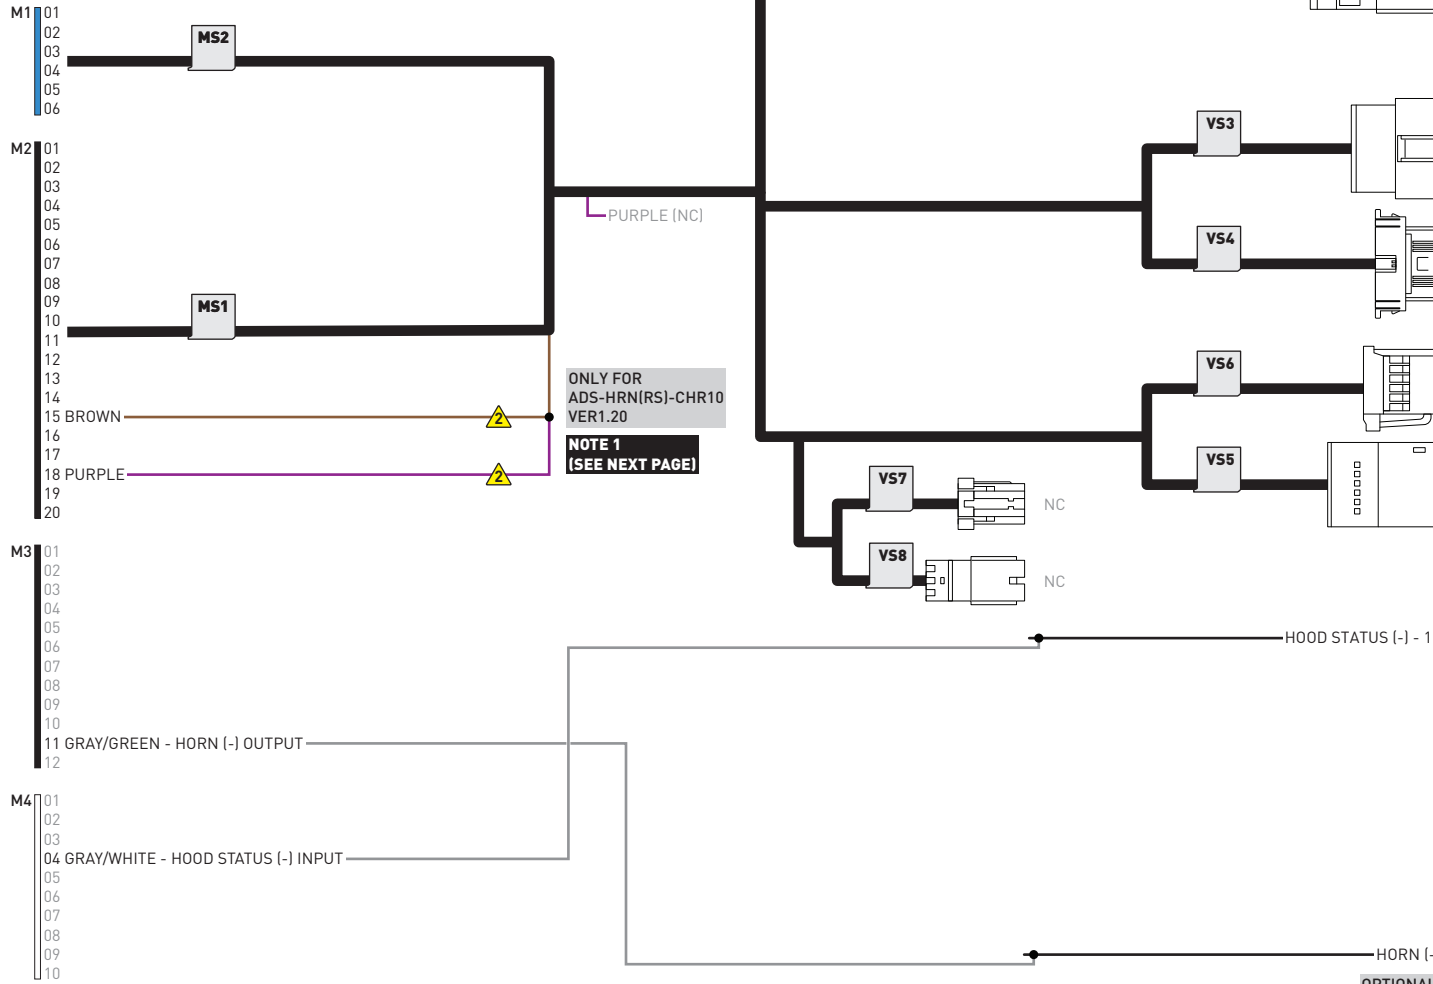 M1 01
02
03
04
05
06
MS2
M2 01
02
03
04
05
06
07
08
09
10
11
12
13
14
15 BROWN
16
17
18 PURPLE
19
20
MS1
PURPLE (NC)
2
2
ONLY FOR
ADS-HRN(RS)-CHR10
VER1.20
NOTE 1
(SEE NEXT PAGE)
VS3
VS4
VS6
VS5
VS7
NC
VS8
NC
M3 01
02
03
04
05
06
07
08
09
10
11 GRAY/GREEN - HORN (-) OUTPUT
12
HOOD STATUS (-) - 1
M4 01
02
03
04 GRAY/WHITE - HOOD STATUS (-) INPUT
05
06
07
08
09
10
HORN (-
OPTIONAL